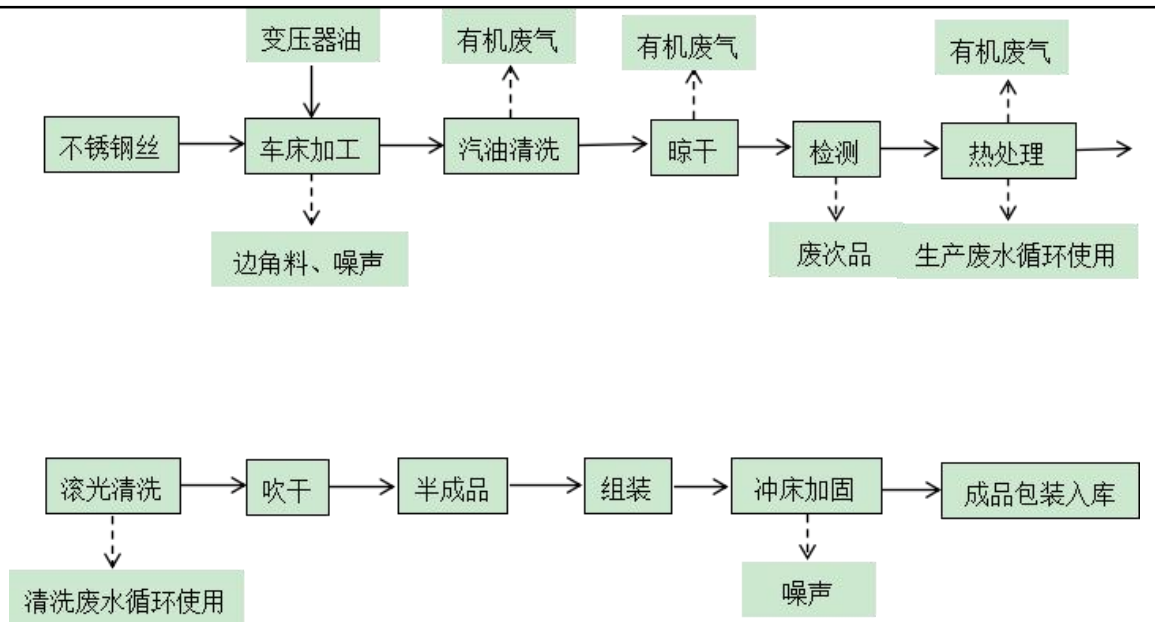 变压器油
有机废气
有机废气
有机废气
不锈钢丝
车床加工
汽油清洗
晾干
检测
热处理
边角料、噪声
废次品
生产废水循环使用
滚光清洗
吹干
半成品
组装
冲床加固
成品包装入库
清洗废水循环使用
噪声